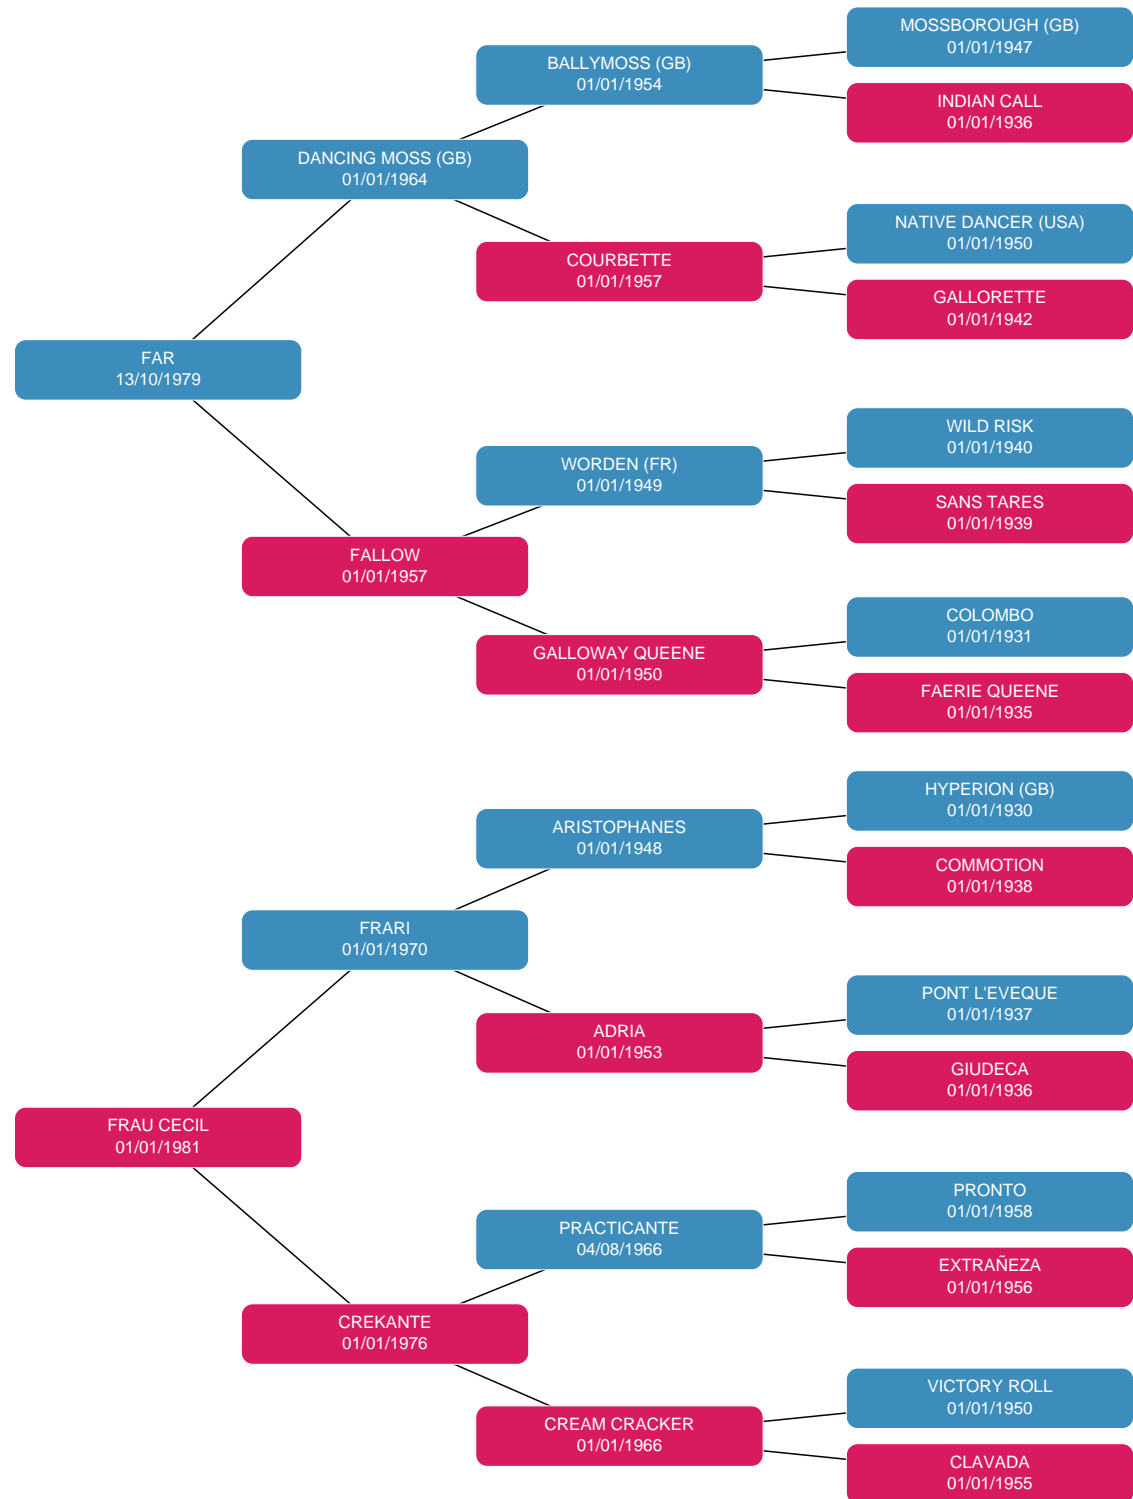 MOSSBOROUGH (GB)
01/01/1947
BALLYMOSS (GB)
01/01/1954
INDIAN CALL
01/01/1936
DANCING MOSS (GB)
01/01/1964
NATIVE DANCER (USA)
01/01/1950
COURBETTE
01/01/1957
GALLORETTE
01/01/1942
FAR
13/10/1979
WILD RISK
01/01/1940
WORDEN (FR)
01/01/1949
SANS TARES
01/01/1939
FALLOW
01/01/1957
COLOMBO
01/01/1931
GALLOWAY QUEENE
01/01/1950
FAERIE QUEENE
01/01/1935
HYPERION (GB)
01/01/1930
ARISTOPHANES
01/01/1948
COMMOTION
01/01/1938
FRARI
01/01/1970
PONT L'EVEQUE
01/01/1937
ADRIA
01/01/1953
GIUDECA
01/01/1936
FRAU CECIL
01/01/1981
PRONTO
01/01/1958
PRACTICANTE
04/08/1966
EXTRAÑEZA
01/01/1956
CREKANTE
01/01/1976
VICTORY ROLL
01/01/1950
CREAM CRACKER
01/01/1966
CLAVADA
01/01/1955